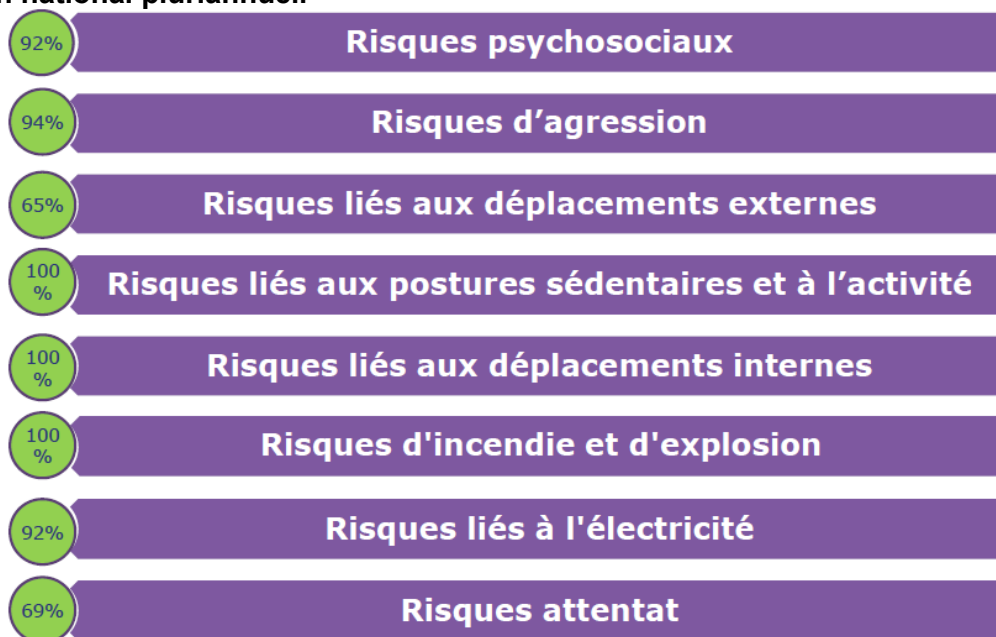 national pluriannuel.
92%
Risques psychosociaux
94%
Risques d’agression
65%
Risques liés aux déplacements externes
100
%
Risques liés aux postures sédentaires et à l’activité
100
%
Risques liés aux déplacements internes
100
%
Risques d'incendie et d'explosion
92%
Risques liés à l'électricité
69%
Risques attentat